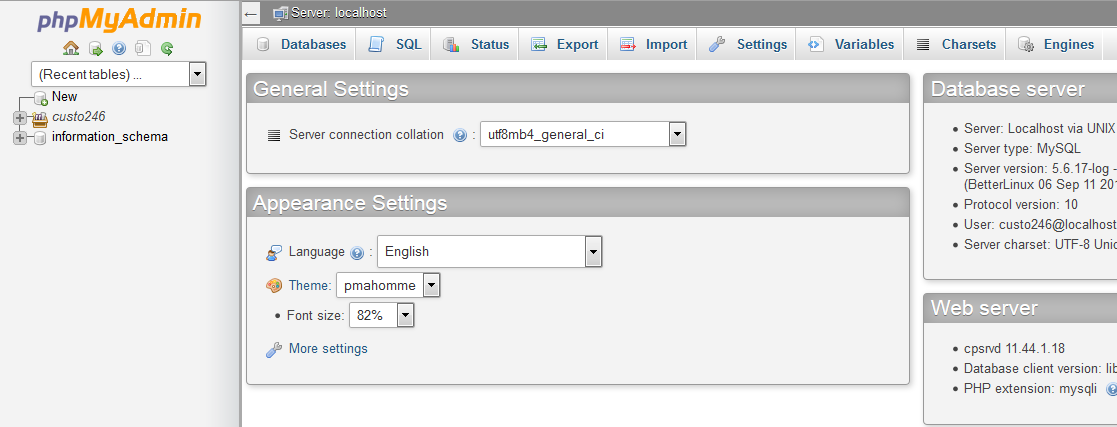 phpMyAdmin
(Recent tables) ...
New
custo246
information_schema
Server: localhost
Databases SQL Status Export Import Settings Variables Charsets Engines
General Settings
Server connection collation : utf8mb4_general_ci
Appearance Settings
Language : English
Theme: pmahomme
Font size: 82%
More settings
Database server
Server: Localhost via UNIX
Server type: MySQL
Server version: 5.6.17-log -
(BetterLinux 06 Sep 11 201
Protocol version: 10
User: custo246@localhost
Server charset: UTF-8 Unic
Web server
cpsrvd 11.44.1.18
Database client version: lib
PHP extension: mysqli